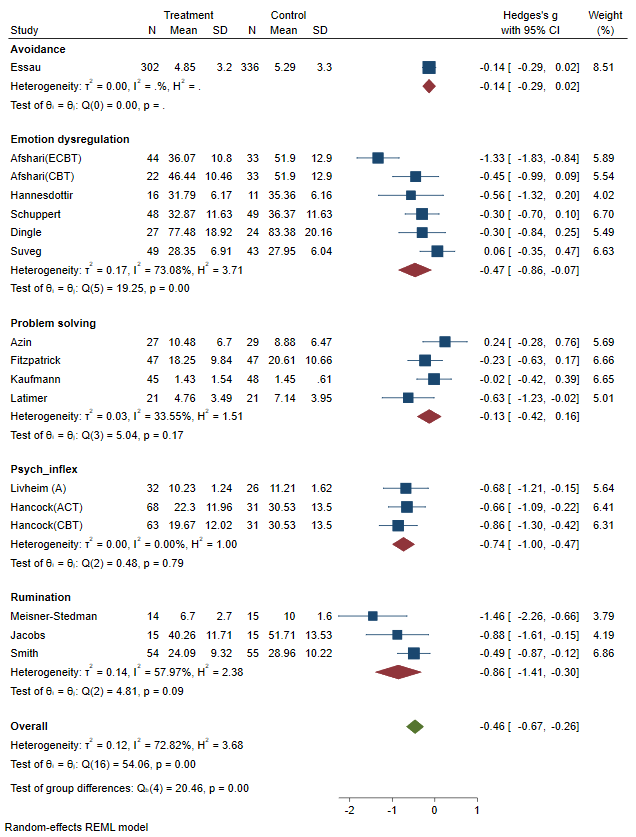 Treatment Control Hedges's g Weight
Study N Mean SD N Mean SD with 95% CI (%)
Avoidance
Essau 302 4.85 3.2 336 5.29 3.3 -0.14 [ -0.29, 0.02] 8.51
Heterogeneity: τ² = 0.00, I² = .%, H² = . -0.14 [ -0.29, 0.02]
Test of θᵢ = θⱼ: Q(0) = 0.00, p = .
Emotion dysregulation
Afshari(ECBT) 44 36.07 10.8 33 51.9 12.9 -1.33 [ -1.83, -0.84] 5.89
Afshari(CBT) 22 46.44 10.46 33 51.9 12.9 -0.45 [ -0.99, 0.09] 5.54
Hannesdottir 16 31.79 6.17 11 35.36 6.16 -0.56 [ -1.32, 0.20] 4.02
Schuppert 48 32.87 11.63 49 36.37 11.63 -0.30 [ -0.70, 0.10] 6.70
Dingle 27 77.48 18.92 24 83.38 20.16 -0.30 [ -0.84, 0.25] 5.49
Suveg 49 28.35 6.91 43 27.95 6.04 0.06 [ -0.35, 0.47] 6.63
Heterogeneity: τ² = 0.17, I² = 73.08%, H² = 3.71 -0.47 [ -0.86, -0.07]
Test of θᵢ = θⱼ: Q(5) = 19.25, p = 0.00
Problem solving
Azin 27 10.48 6.7 29 8.88 6.47 0.24 [ -0.28, 0.76] 5.69
Fitzpatrick 47 18.25 9.84 47 20.61 10.66 -0.23 [ -0.63, 0.17] 6.66
Kaufmann 45 1.43 1.54 48 1.45 .61 -0.02 [ -0.42, 0.39] 6.65
Latimer 21 4.76 3.49 21 7.14 3.95 -0.63 [ -1.23, -0.02] 5.01
Heterogeneity: τ² = 0.03, I² = 33.55%, H² = 1.51 -0.13 [ -0.42, 0.16]
Test of θᵢ = θⱼ: Q(3) = 5.04, p = 0.17
Psych_inflex
Livheim (A) 32 10.23 1.24 26 11.21 1.62 -0.68 [ -1.21, -0.15] 5.64
Hancock(ACT) 68 22.3 11.96 31 30.53 13.5 -0.66 [ -1.09, -0.22] 6.41
Hancock(CBT) 63 19.67 12.02 31 30.53 13.5 -0.86 [ -1.30, -0.42] 6.31
Heterogeneity: τ² = 0.00, I² = 0.00%, H² = 1.00 -0.74 [ -1.00, -0.47]
Test of θᵢ = θⱼ: Q(2) = 0.48, p = 0.79
Rumination
Meisner-Stedman 14 6.7 2.7 15 10 1.6 -1.46 [ -2.26, -0.66] 3.79
Jacobs 15 40.26 11.71 15 51.71 13.53 -0.88 [ -1.61, -0.15] 4.19
Smith 54 24.09 9.32 55 28.96 10.22 -0.49 [ -0.87, -0.12] 6.86
Heterogeneity: τ² = 0.14, I² = 57.97%, H² = 2.38 -0.86 [ -1.41, -0.30]
Test of θᵢ = θⱼ: Q(2) = 4.81, p = 0.09
Overall -0.46 [ -0.67, -0.26]
Heterogeneity: τ² = 0.12, I² = 72.82%, H² = 3.68
Test of θᵢ = θⱼ: Q(16) = 54.06, p = 0.00
Test of group differences: Q_b(4) = 20.46, p = 0.00
-2 -1 0 1
Random-effects REML model